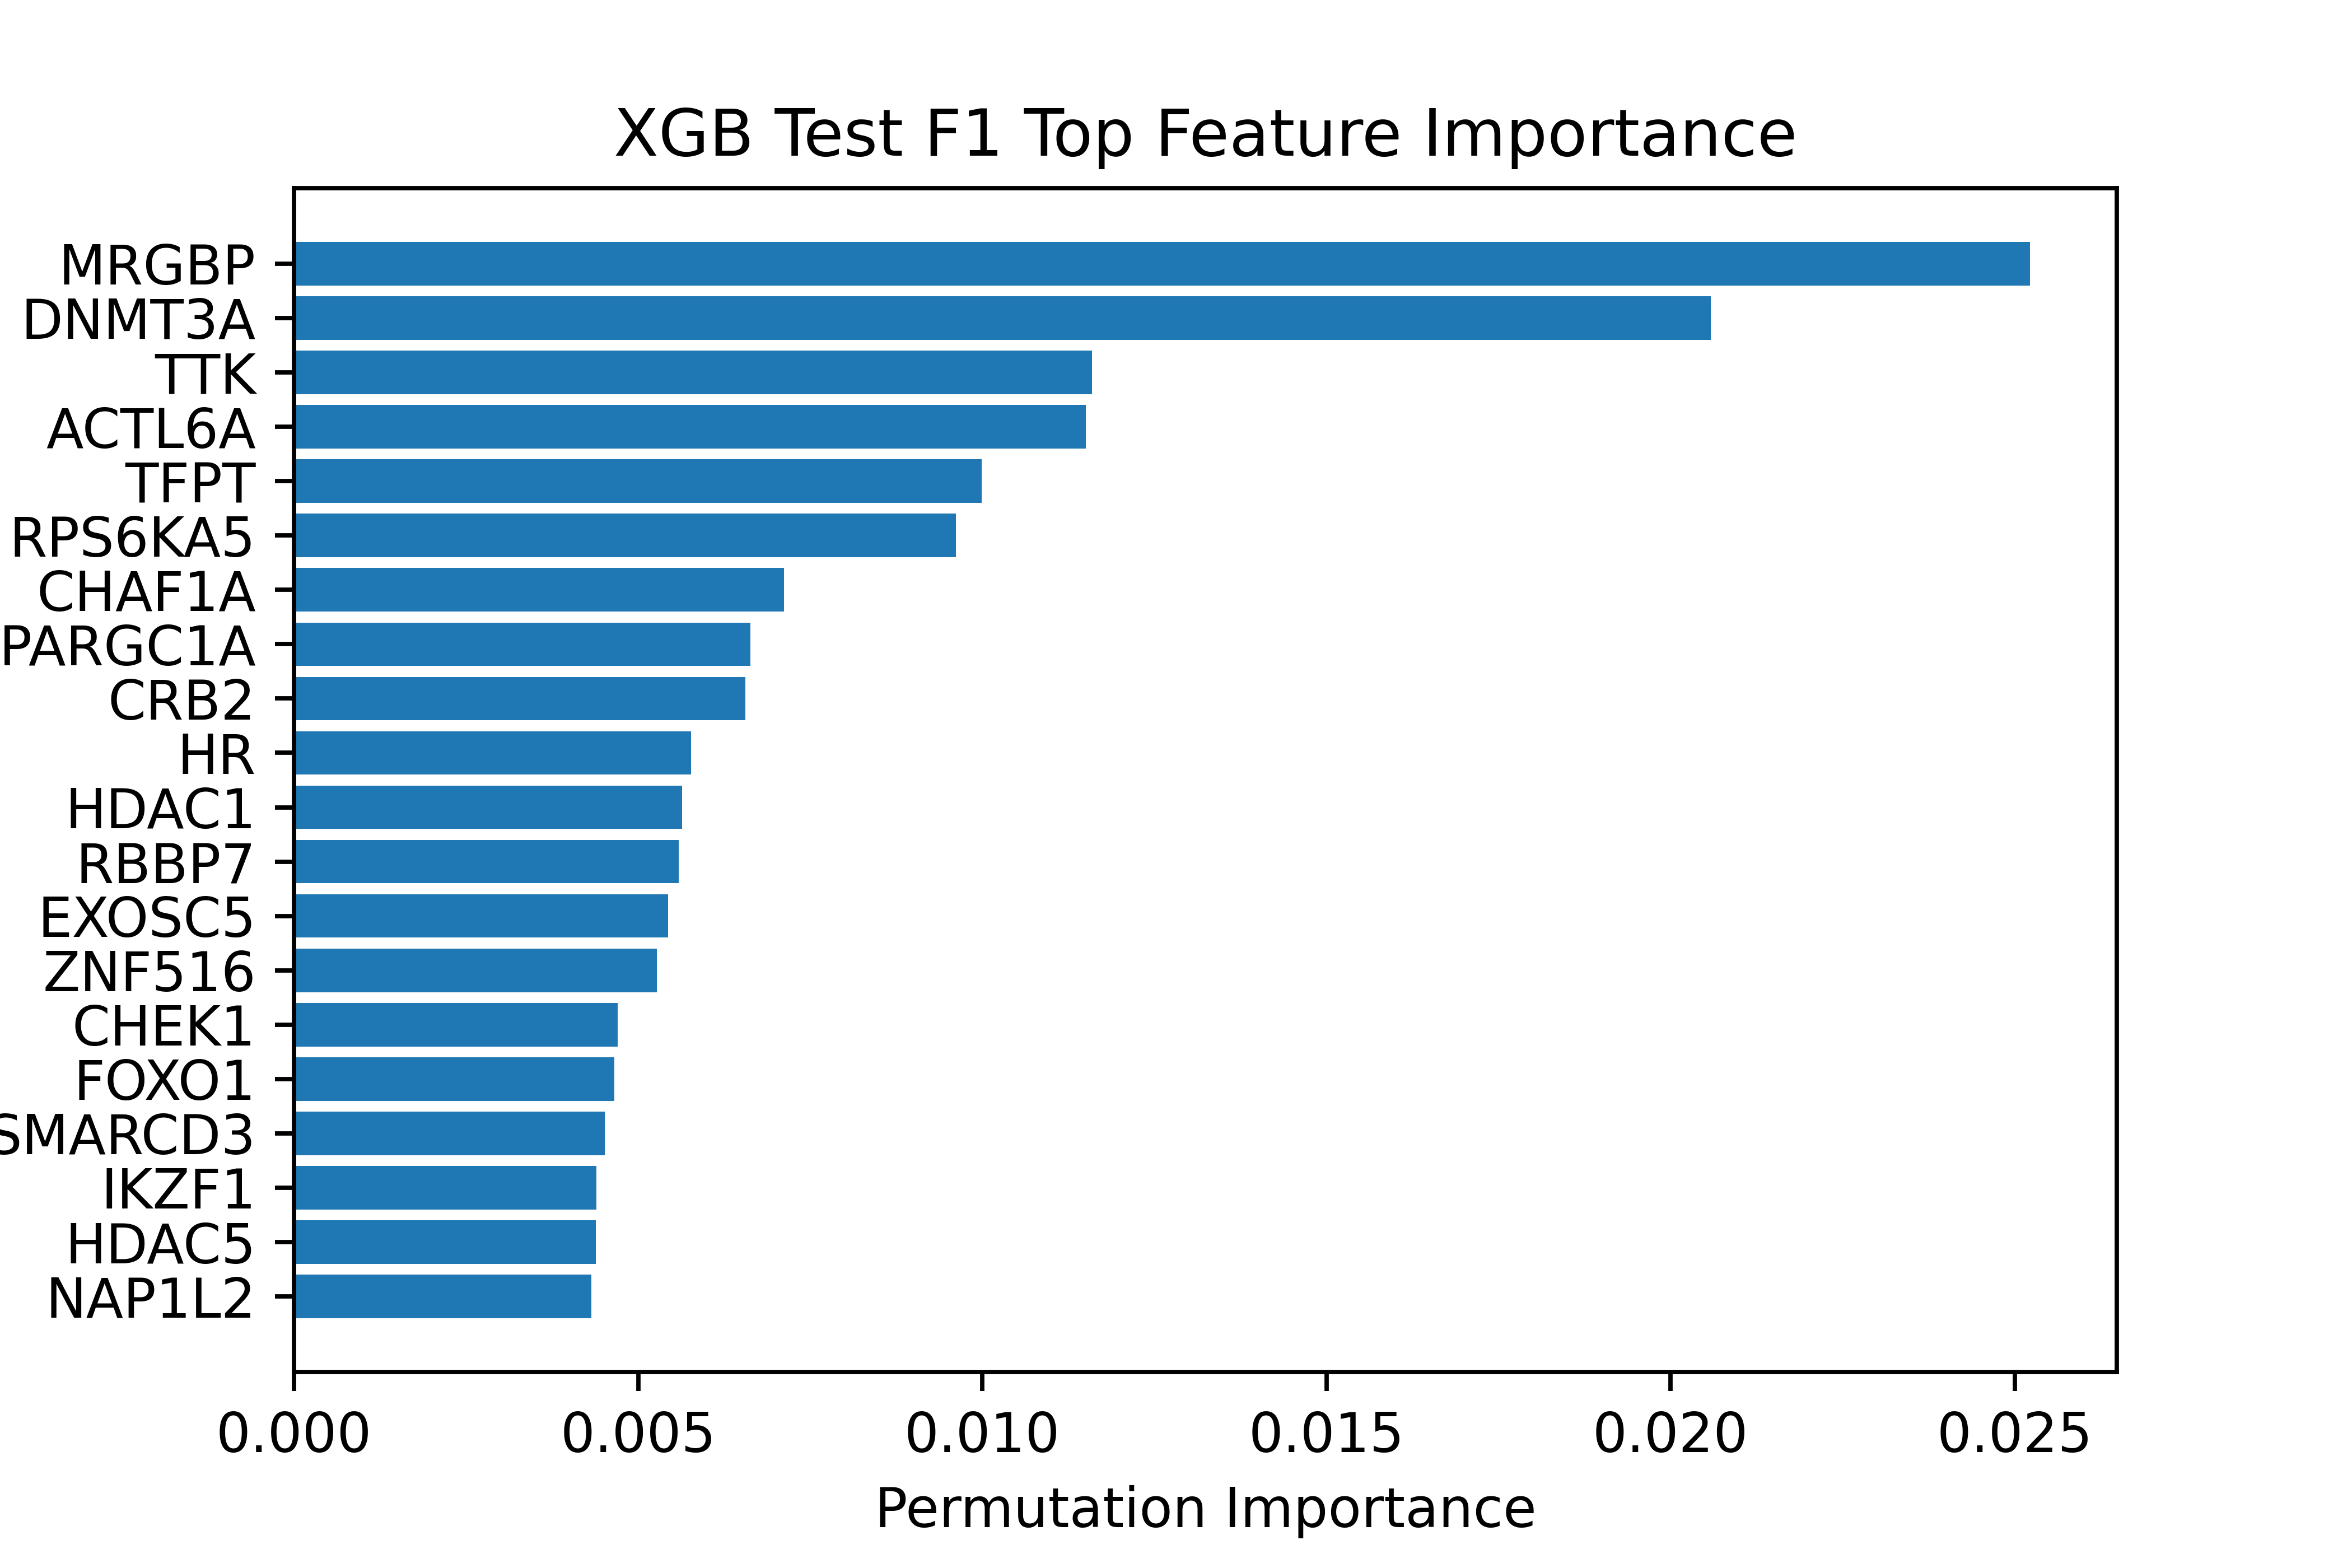 XGB Test F1 Top Feature Importance
MRGBP
DNMT3A
TTK
ACTL6A
TFPT
RPS6KA5
CHAF1A
PARGC1A
CRB2
HR
HDAC1
RBBP7
EXOSC5
ZNF516
CHEK1
FOXO1
SMARCD3
IKZF1
HDAC5
NAP1L2
0.000 0.005 0.010 0.015 0.020 0.025
Permutation Importance